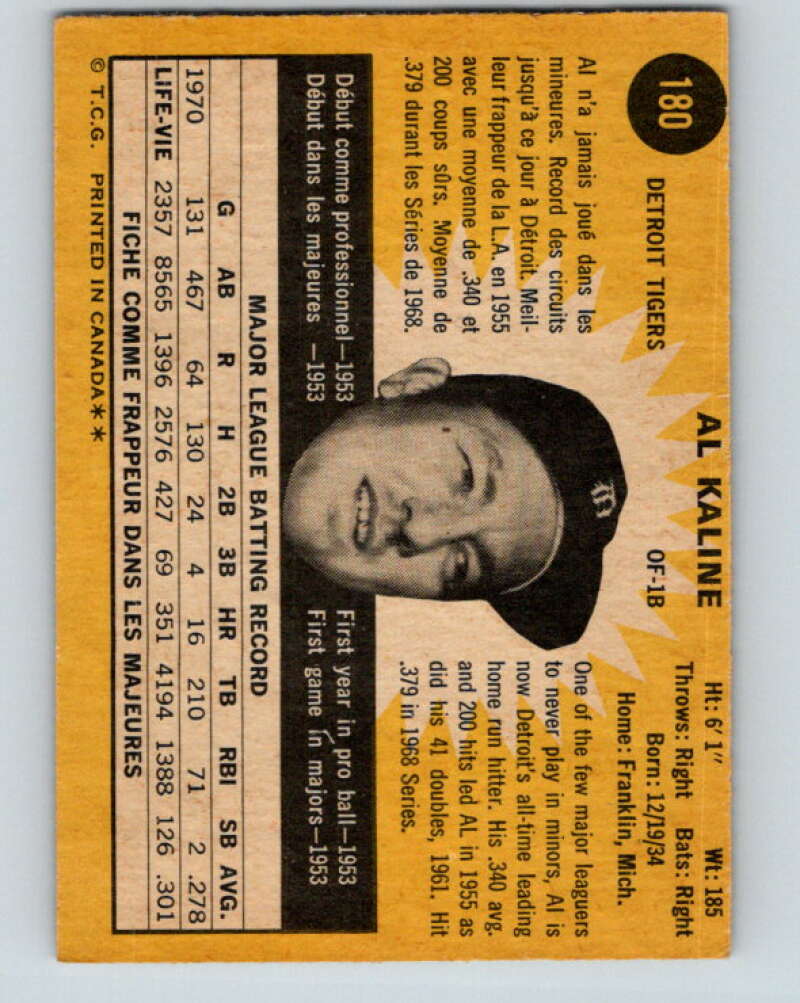 180
AL KALINE
DETROIT TIGERS
OF-1B
Ht: 6'1" Wt: 185
Throws: Right Bats: Right
Born: 12/19/34
Home: Franklin, Mich.
Al n'a jamais joué dans les
mineures. Record des circuits
jusqu'à ce jour à Détroit. Meil-
leur frappeur de la L.A. en 1955
avec une moyenne de .340 et
200 coups sûrs. Moyenne de
.379 durant les Séries de 1968.
One of the few major leaguers
to never play in minors, Al is
now Detroit's all-time leading
home run hitter. His .340 avg.
and 200 hits led AL in 1955 as
did his 41 doubles, 1961. Hit
.379 in 1968 Series.
Début comme professionnel—1953
Début dans les majeures —1953
First year in pro ball—1953
First game in majors—1953
MAJOR LEAGUE BATTING RECORD
G AB R H 2B 3B HR TB RBI SB AVG.
1970 131 467 64 130 24 4 16 210 71 2 .278
LIFE-VIE 2357 8565 1396 2576 427 69 351 4194 1388 126 .301
FICHE COMME FRAPPEUR DANS LES MAJEURES
© T.C.G. PRINTED IN CANADA**